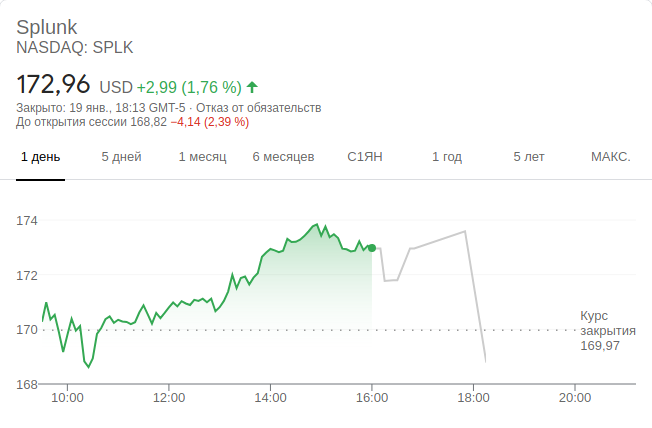 Splunk
NASDAQ: SPLK
172,96 USD +2,99 (1,76 %)
Закрыто: 19 янв., 18:13 GMT-5 · Отказ от обязательств
До открытия сессии 168,82 −4,14 (2,39 %)
1 день 5 дней 1 месяц 6 месяцев С1ЯН 1 год 5 лет МАКС.
174
172
170
168
Курс
закрытия
169,97
10:00 12:00 14:00 16:00 18:00 20:00